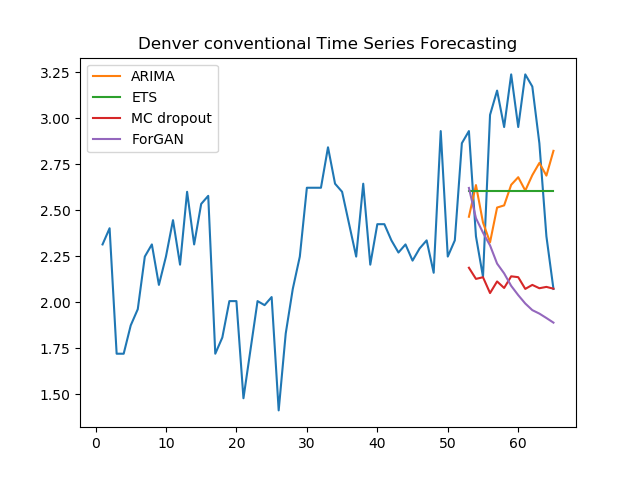 Denver conventional Time Series Forecasting
ARIMA
ETS
MC dropout
ForGAN
3.25
3.00
2.75
2.50
2.25
2.00
1.75
1.50
0 10 20 30 40 50 60